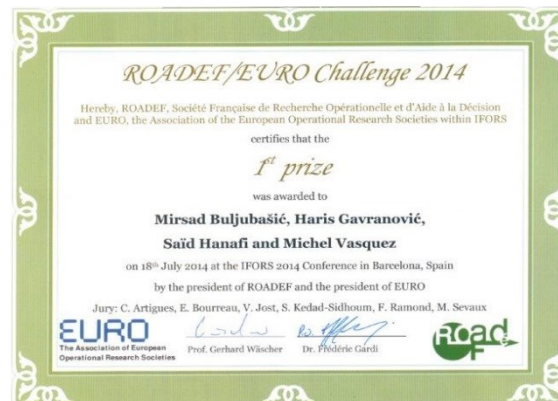 ROADEF/EURO Challenge 2014
Hereby, ROADEF, Société Française de Recherche Opérationelle et d'Aide à la Décision
and EURO, the Association of the European Operational Research Societies within IFORS
certifies that the
1st prize
was awarded to
Mirsad Buljubašić, Haris Gavranović,
Saïd Hanafi and Michel Vasquez
on 18th July 2014 at the IFORS 2014 Conference in Barcelona, Spain
by the president of ROADEF and the president of EURO
Jury: C. Artigues, E. Bourreau, V. Jost, S. Kedad-Sidhoum, F. Ramond, M. Sevaux
EURO
The Association of European
Operational Research Societies
Prof. Gerhard Wäscher
Dr. Frédéric Gardi
RoadeF